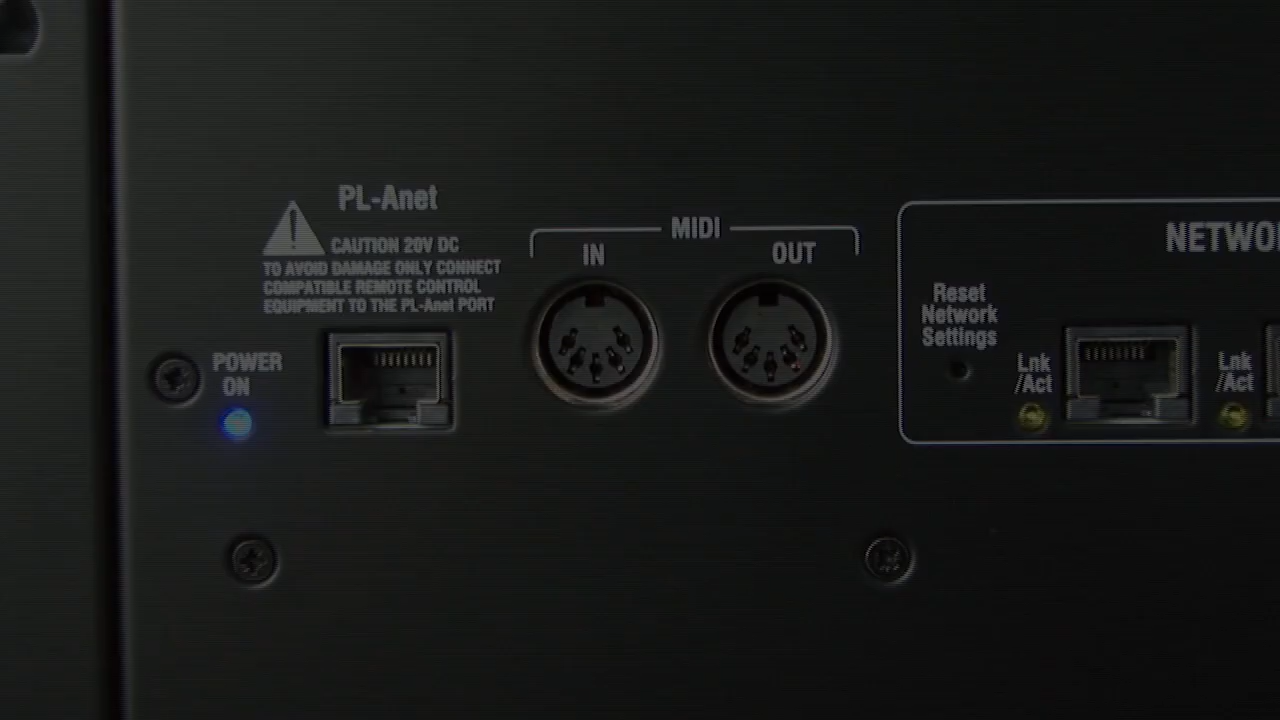 PL-Anet
CAUTION 20V DC
TO AVOID DAMAGE ONLY CONNECT
COMPATIBLE REMOTE CONTROL
EQUIPMENT TO THE PL-Anet PORT
POWER
ON
MIDI
IN
OUT
NETWO
Reset
Network
Settings
Lnk
/Act
Lnk
/Act